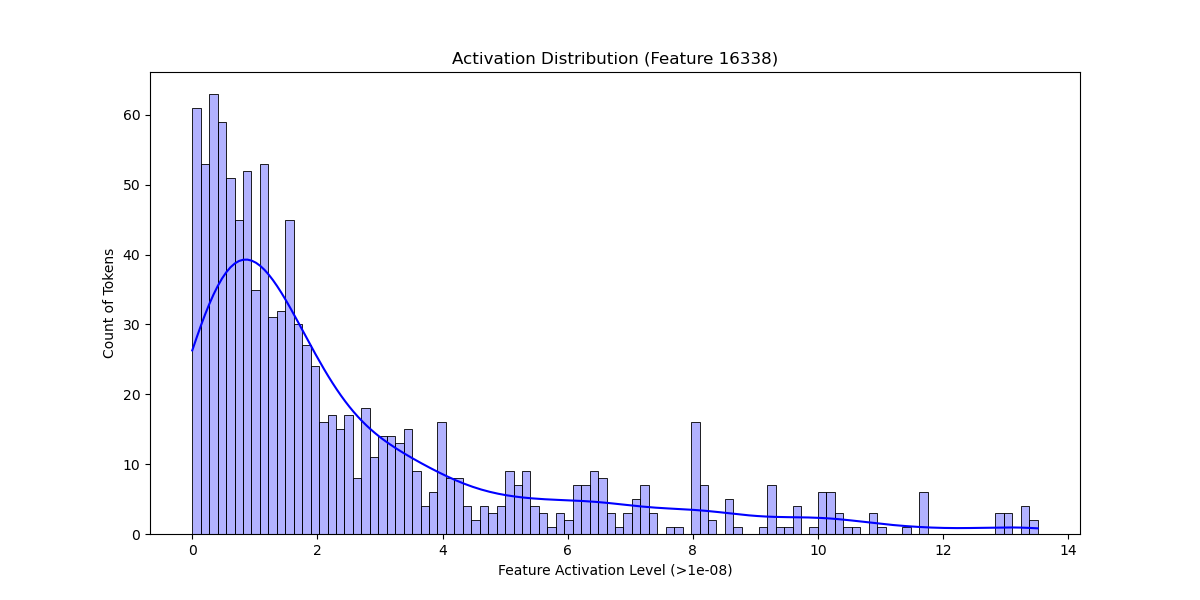 Activation Distribution (Feature 16338)
Count of Tokens
60
50
40
30
20
10
0
0 2 4 6 8 10 12 14
Feature Activation Level (>1e-08)